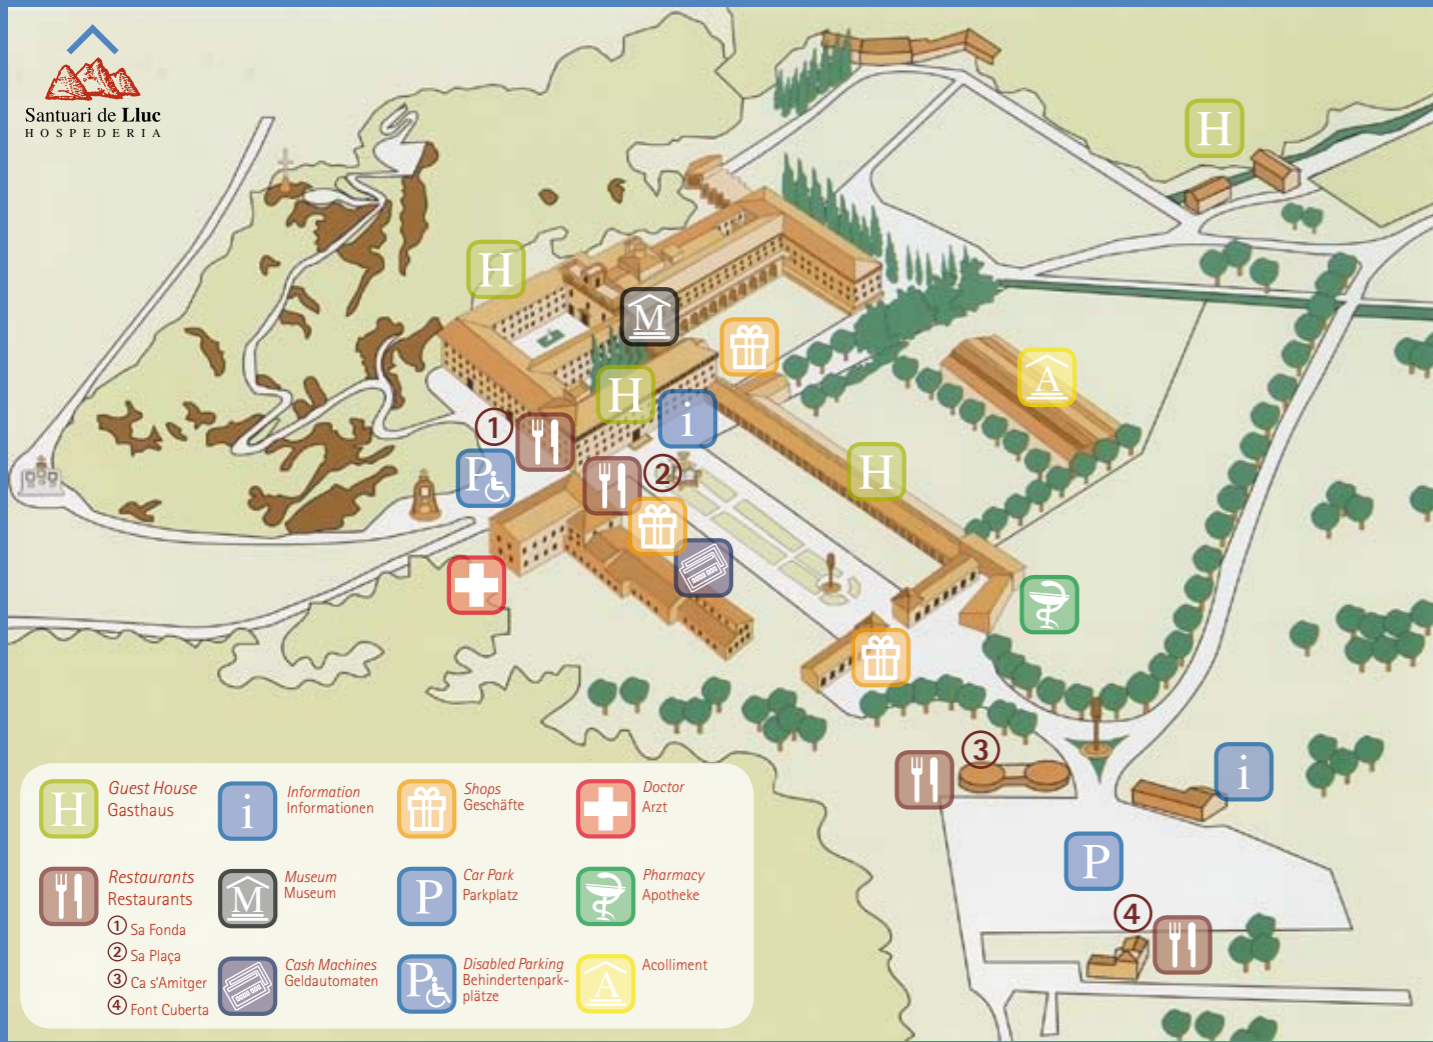 Santuari de Lluc
HOSPEDERIA
H
H
M
H
i
H
A
1
P
2
3
i
P
4
H Guest House
Gasthaus
i Information
Informationen
Shops
Geschäfte
Doctor
Arzt
Restaurants
Restaurants
1 Sa Fonda
2 Sa Plaça
3 Ca s'Amitger
4 Font Cuberta
M Museum
Museum
P Car Park
Parkplatz
Pharmacy
Apotheke
Cash Machines
Geldautomaten
P Disabled Parking
Behindertenpark-
plätze
A Acolliment